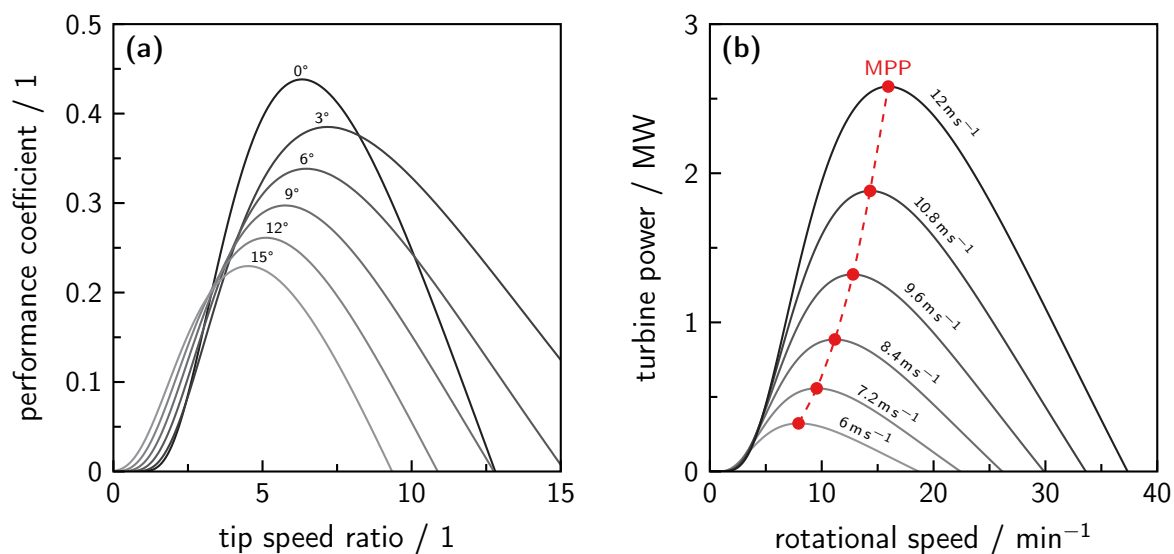 (a)
performance coefficient / 1
0.5
0.4
0.3
0.2
0.1
0
0°
3°
6°
9°
12°
15°
0
5
10
15
tip speed ratio / 1
(b)
turbine power / MW
3
2
1
0
MPP
12 m s⁻¹
10.8 m s⁻¹
9.6 m s⁻¹
8.4 m s⁻¹
7.2 m s⁻¹
6 m s⁻¹
0
10
20
30
40
rotational speed / min⁻¹